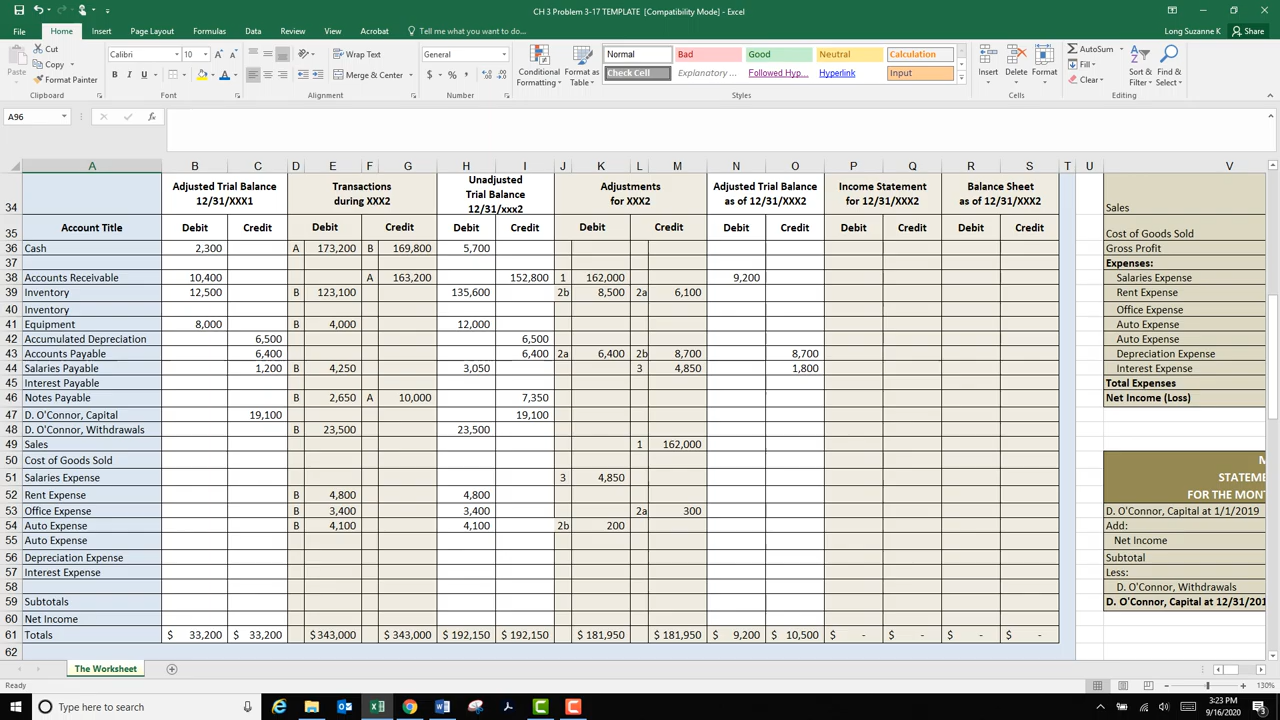 CH 3 Problem 3-17 TEMPLATE [Compatibility Mode] - Excel
Long Suzanne K
Share
File Home Insert Page Layout Formulas Data Review View Acrobat Tell me what you want to do...
Cut
Copy
Format Painter
Paste
Clipboard
Calibri 10
B I U
Font
Wrap Text
Merge & Center
Alignment
General
$ % ,
Number
Conditional Formatting
Format as Table
Normal Bad Good Neutral Calculation
Check Cell Explanatory ... Followed Hyp... Hyperlink Input
Styles
Insert Delete Format
Cells
AutoSum
Fill
Clear
Sort & Filter
Find & Select
Editing
A96
fx
A B C D E F G H I J K L M N O P Q R S T U V
34 Adjusted Trial Balance 12/31/XXX1 Transactions during XXX2 Unadjusted Trial Balance 12/31/xxx2 Adjustments for XXX2 Adjusted Trial Balance as of 12/31/XXX2 Income Statement for 12/31/XXX2 Balance Sheet as of 12/31/XXX2 Sales
35 Account Title Debit Credit Debit Credit Debit Credit Debit Credit Debit Credit Debit Credit Debit Credit Cost of Goods Sold
36 Cash 2,300 A 173,200 B 169,800 5,700 Gross Profit
37 Expenses:
38 Accounts Receivable 10,400 A 163,200 152,800 1 162,000 9,200 Salaries Expense
39 Inventory 12,500 B 123,100 135,600 2b 8,500 2a 6,100 Rent Expense
40 Inventory Office Expense
41 Equipment 8,000 B 4,000 12,000 Auto Expense
42 Accumulated Depreciation 6,500 6,500 Auto Expense
43 Accounts Payable 6,400 6,400 2a 6,400 2b 8,700 8,700 Depreciation Expense
44 Salaries Payable 1,200 B 4,250 3,050 3 4,850 1,800 Interest Expense
45 Interest Payable Total Expenses
46 Notes Payable B 2,650 A 10,000 7,350 Net Income (Loss)
47 D. O'Connor, Capital 19,100 19,100
48 D. O'Connor, Withdrawals B 23,500 23,500
49 Sales 1 162,000
50 Cost of Goods Sold M
51 Salaries Expense 3 4,850 STATEME
52 Rent Expense B 4,800 4,800 FOR THE MONT
53 Office Expense B 3,400 3,400 2a 300 D. O'Connor, Capital at 1/1/2019
54 Auto Expense B 4,100 4,100 2b 200 Add:
55 Auto Expense Net Income
56 Depreciation Expense Subtotal
57 Interest Expense Less:
58 D. O'Connor, Withdrawals
59 Subtotals D. O'Connor, Capital at 12/31/201
60 Net Income
61 Totals $ 33,200 $ 33,200 $ 343,000 $ 343,000 $ 192,150 $ 192,150 $ 181,950 $ 181,950 $ 9,200 $ 10,500 $ - $ - $ - $ -
62
The Worksheet
Ready
130%
Type here to search
3:23 PM
9/16/2020